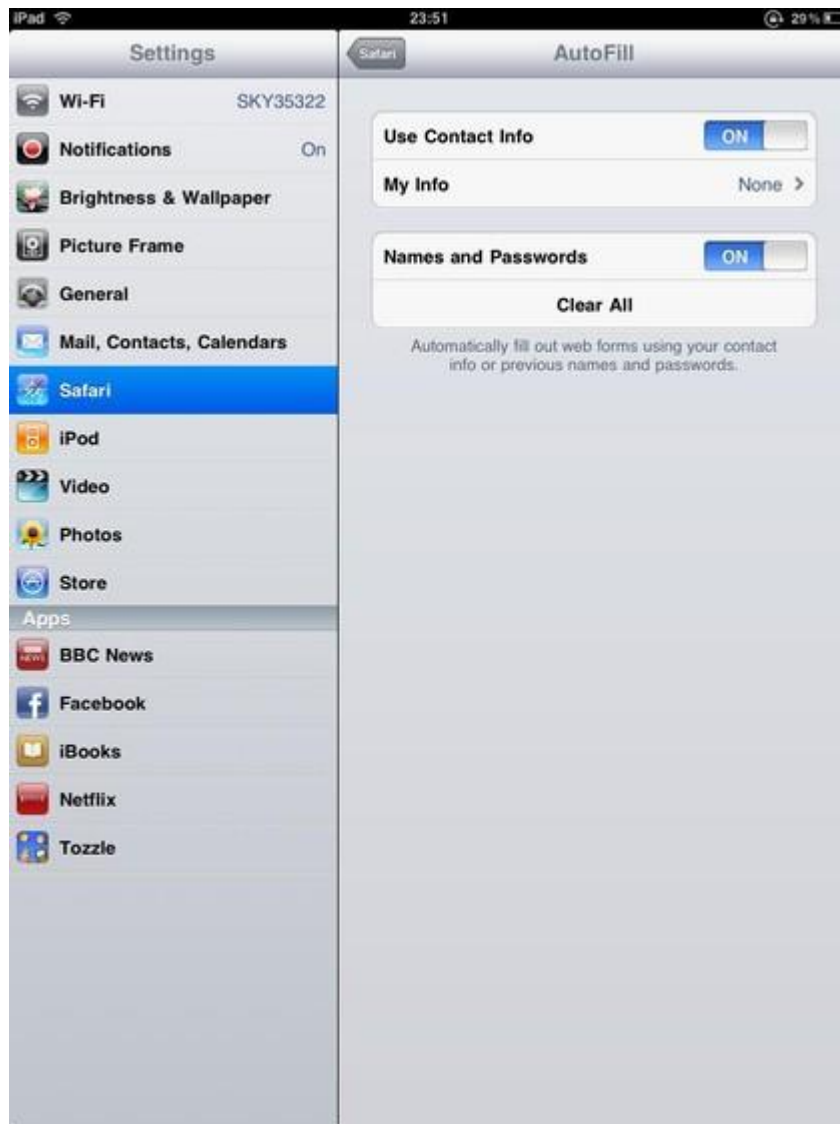 iPad 23:51 29%
Settings
Wi-Fi SKY35322
Notifications On
Brightness & Wallpaper
Picture Frame
General
Mail, Contacts, Calendars
Safari
iPod
Video
Photos
Store
Apps
BBC News
Facebook
iBooks
Netflix
Tozzle
Safari AutoFill
Use Contact Info ON
My Info None >
Names and Passwords ON
Clear All
Automatically fill out web forms using your contact
info or previous names and passwords.